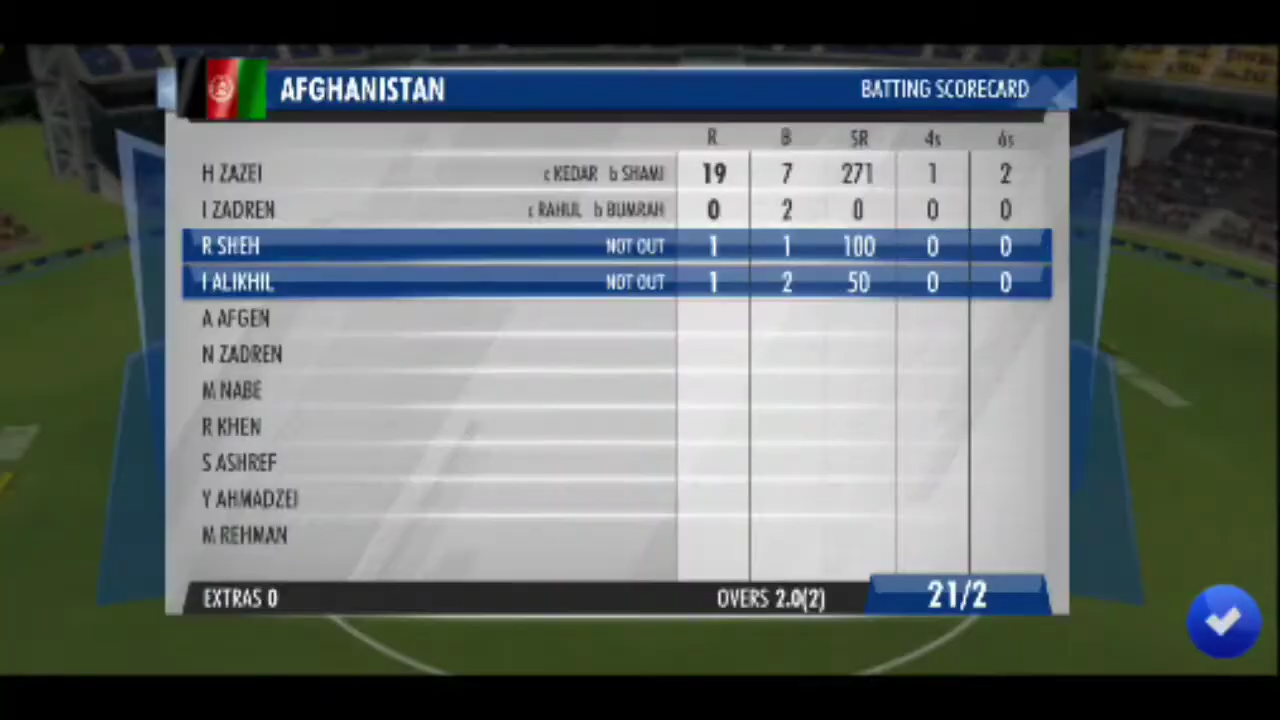 AFGHANISTAN BATTING SCORECARD
R B SR 4s 6s
H ZAZEI c KEDAR b SHAMI 19 7 271 1 2
I ZADREN c RAHUL b BUMRAH 0 2 0 0 0
R SHEH NOT OUT 1 1 100 0 0
I ALIKHIL NOT OUT 1 2 50 0 0
A AFGEN
N ZADREN
M NABE
R KHEN
S ASHREF
Y AHMADZEI
M REHMAN
EXTRAS 0 OVERS 2.0(2) 21/2